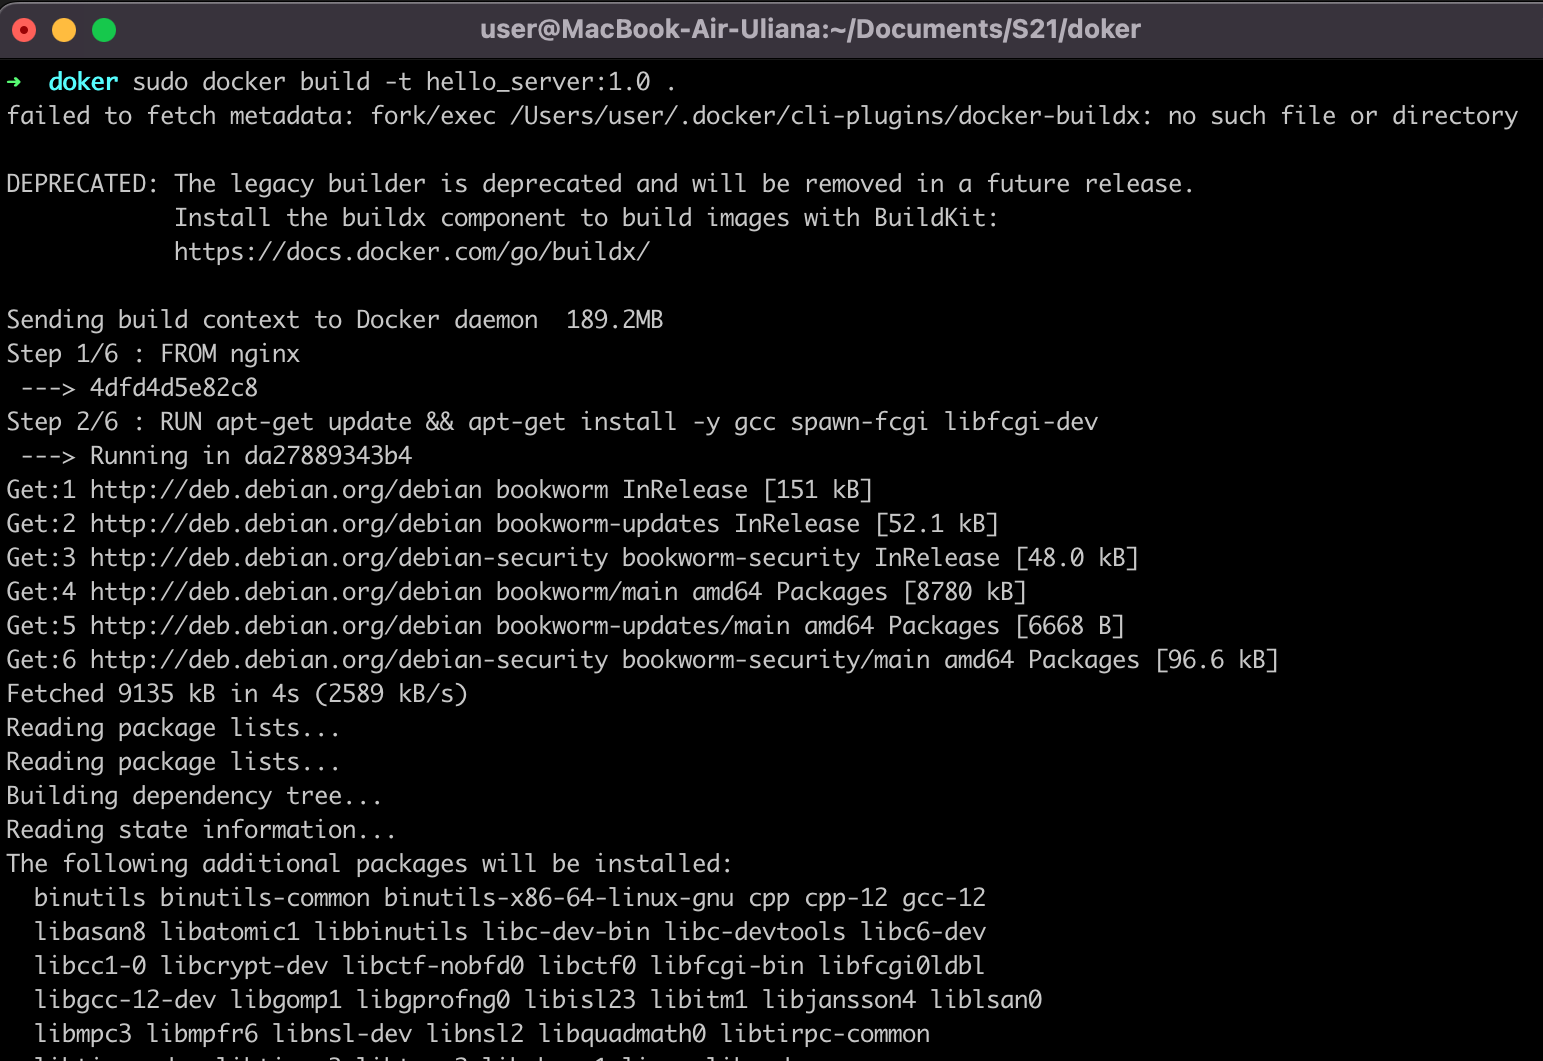 user@MacBook-Air-Uliana:~/Documents/S21/doker
➜  doker sudo docker build -t hello_server:1.0 .
failed to fetch metadata: fork/exec /Users/user/.docker/cli-plugins/docker-buildx: no such file or directory

DEPRECATED: The legacy builder is deprecated and will be removed in a future release.
            Install the buildx component to build images with BuildKit:
            https://docs.docker.com/go/buildx/

Sending build context to Docker daemon  189.2MB
Step 1/6 : FROM nginx
 ---> 4dfd4d5e82c8
Step 2/6 : RUN apt-get update && apt-get install -y gcc spawn-fcgi libfcgi-dev
 ---> Running in da27889343b4
Get:1 http://deb.debian.org/debian bookworm InRelease [151 kB]
Get:2 http://deb.debian.org/debian bookworm-updates InRelease [52.1 kB]
Get:3 http://deb.debian.org/debian-security bookworm-security InRelease [48.0 kB]
Get:4 http://deb.debian.org/debian bookworm/main amd64 Packages [8780 kB]
Get:5 http://deb.debian.org/debian bookworm-updates/main amd64 Packages [6668 B]
Get:6 http://deb.debian.org/debian-security bookworm-security/main amd64 Packages [96.6 kB]
Fetched 9135 kB in 4s (2589 kB/s)
Reading package lists...
Reading package lists...
Building dependency tree...
Reading state information...
The following additional packages will be installed:
  binutils binutils-common binutils-x86-64-linux-gnu cpp cpp-12 gcc-12
  libasan8 libatomic1 libbinutils libc-dev-bin libc-devtools libc6-dev
  libcc1-0 libcrypt-dev libctf-nobfd0 libctf0 libfcgi-bin libfcgi0ldbl
  libgcc-12-dev libgomp1 libgprofng0 libisl23 libitm1 libjansson4 liblsan0
  libmpc3 libmpfr6 libnsl-dev libnsl2 libquadmath0 libtirpc-common